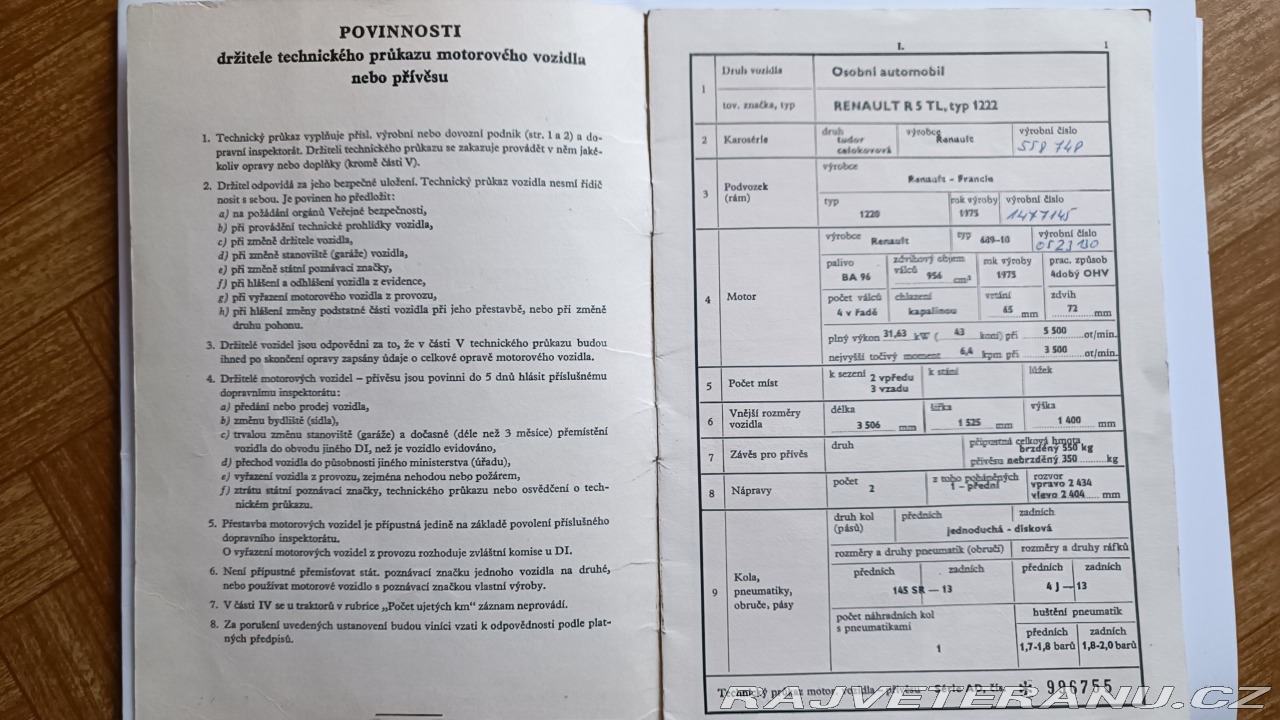 POVINNOSTI
držitele technického průkazu motorového vozidla
nebo přívěsu
1. Technický průkaz vyplňuje přísl. výrobní nebo dovozní podnik (str. 1 a 2) a do-
pravní inspektorát. Držiteli technického průkazu se zakazuje provádět v něm jaké-
koliv opravy nebo doplňky (kromě části V).
2. Držitel odpovídá za jeho bezpečné uložení. Technický průkaz vozidla nesmí řidič
nosit s sebou. Je povinen ho předložit:
a) na požádání orgánů Veřejné bezpečnosti,
b) při provádění technické prohlídky vozidla,
c) při změně držitele vozidla,
d) při změně stanoviště (garáže) vozidla,
e) při změně státní poznávací značky,
f) při hlášení a odhlášení vozidla z evidence,
g) při vyřazení motorového vozidla z provozu,
h) při hlášení změny podstatné části vozidla při jeho přestavbě, nebo při změně
druhu pohonu.
3. Držitelé vozidel jsou odpovědni za to, že v části V technického průkazu budou
ihned po skončení opravy zapsány údaje o celkové opravě motorového vozidla.
4. Držitelé motorových vozidel – přívěsu jsou povinni do 5 dnů hlásit příslušnému
dopravnímu inspektorátu:
a) předání nebo prodej vozidla,
b) změnu bydliště (sídla),
c) trvalou změnu stanoviště (garáže) a dočasné (déle než 3 měsíce) přemístění
vozidla do obvodu jiného DI, než je vozidlo evidováno,
d) přechod vozidla do působnosti jiného ministerstva (úřadu),
e) vyřazení vozidla z provozu, zejména nehodou nebo požárem,
f) ztrátu státní poznávací značky, technického průkazu nebo osvědčení o tech-
nickém průkazu.
5. Přestavba motorových vozidel je přípustná jedině na základě povolení příslušného
dopravního inspektorátu.
O vyřazení motorových vozidel z provozu rozhoduje zvláštní komise u DI.
6. Není přípustné přemisťovat stát. poznávací značku jednoho vozidla na druhé,
nebo používat motorové vozidlo s poznávací značkou vlastní výroby.
7. V části IV se u traktorů v rubrice „Počet ujetých km“ záznam neprovádí.
8. Za porušení uvedených ustanovení budou viníci vzati k odpovědnosti podle plat-
ných předpisů.
I. 1
1 Druh vozidla Osobní automobil
tov. značka, typ RENAULT R 5 TL, typ 1222
2 Karosérie druh tudor celokovová výrobce Renault výrobní číslo 558 748
3 Podvozek (rám) výrobce
Renault – Francie
typ 1220 rok výroby 1975 výrobní číslo 1477145
4 Motor výrobce Renault typ 689-10 výrobní číslo
palivo BA 96 zdvihový objem válců 956 cm³ rok výroby 1975 prac. způsob 4dobý OHV
počet válců 4 v řadě chlazení kapalinou vrtání 65 mm zdvih 72 mm
plný výkon 31,63 kW ( 43 koní) při 5 500 ot/min.
nejvyšší točivý moment 6,4 kpm při 3 500 ot/min.
5 Počet míst k sezení 2 vpředu 3 vzadu k stání lůžek
6 Vnější rozměry vozidla délka 3 506 mm šířka 1 525 mm výška 1 400 mm
7 Závěs pro přívěs druh přípustná celková hmota
brzděný 550 kg
přívěsu nebrzděný 350 kg
8 Nápravy počet 2 z toho poháněných 1 – přední rozvor vpravo 2 434
vlevo 2 404 mm
9 Kola, pneumatiky, obruče, pásy druh kol (pásů) předních zadních
jednoduchá - disková
rozměry a druhy pneumatik (obručí) rozměry a druhy ráfků
předních zadních předních zadních
145 SR — 13 4 J — 13
počet náhradních kol s pneumatikami 1 huštění pneumatik
předních zadních
1,7-1,8 barů 1,8-2,0 barů
Technický průkaz motor. vozidla - přívěsu - Série AD, čís. 996755
RAJVETERANU.CZ